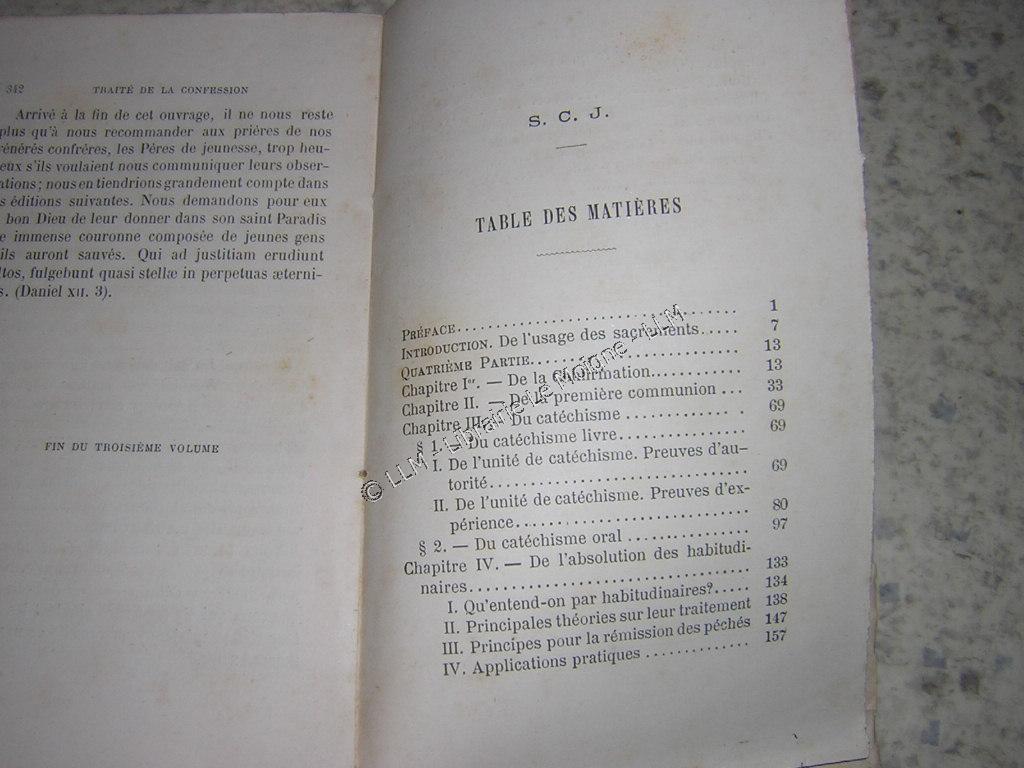 342 TRAITÉ DE LA CONFESSION
Arrivé à la fin de cet ouvrage, il ne nous reste
plus qu'à nous recommander aux prières de nos
énérés confrères, les Pères de jeunesse, trop heu-
eux s'ils voulaient nous communiquer leurs obser-
ations; nous en tiendrions grandement compte dans
s éditions suivantes. Nous demandons pour eux
bon Dieu de leur donner dans son saint Paradis
e immense couronne composée de jeunes gens
ils auront sauvés. Qui ad justitiam erudiunt
ltos, fulgebunt quasi stellæ in perpetuas æterni-
s. (Daniel XII. 3).
FIN DU TROISIÈME VOLUME
S. C. J.
TABLE DES MATIÈRES
PRÉFACE 1
INTRODUCTION. De l'usage des sacrements 7
QUATRIÈME PARTIE 13
Chapitre Ier. — De la Confirmation 13
Chapitre II. — De la première communion 33
Chapitre III. — Du catéchisme 69
§ 1. — Du catéchisme livre 69
I. De l'unité de catéchisme. Preuves d'au-
torité 69
II. De l'unité de catéchisme. Preuves d'ex-
périence 80
§ 2. — Du catéchisme oral 97
Chapitre IV. — De l'absolution des habitudi-
naires 133
I. Qu'entend-on par habitudinaires? 134
II. Principales théories sur leur traitement 138
III. Principes pour la rémission des péchés 147
IV. Applications pratiques 157
© LLM - Librairie Le Moigne - LLM